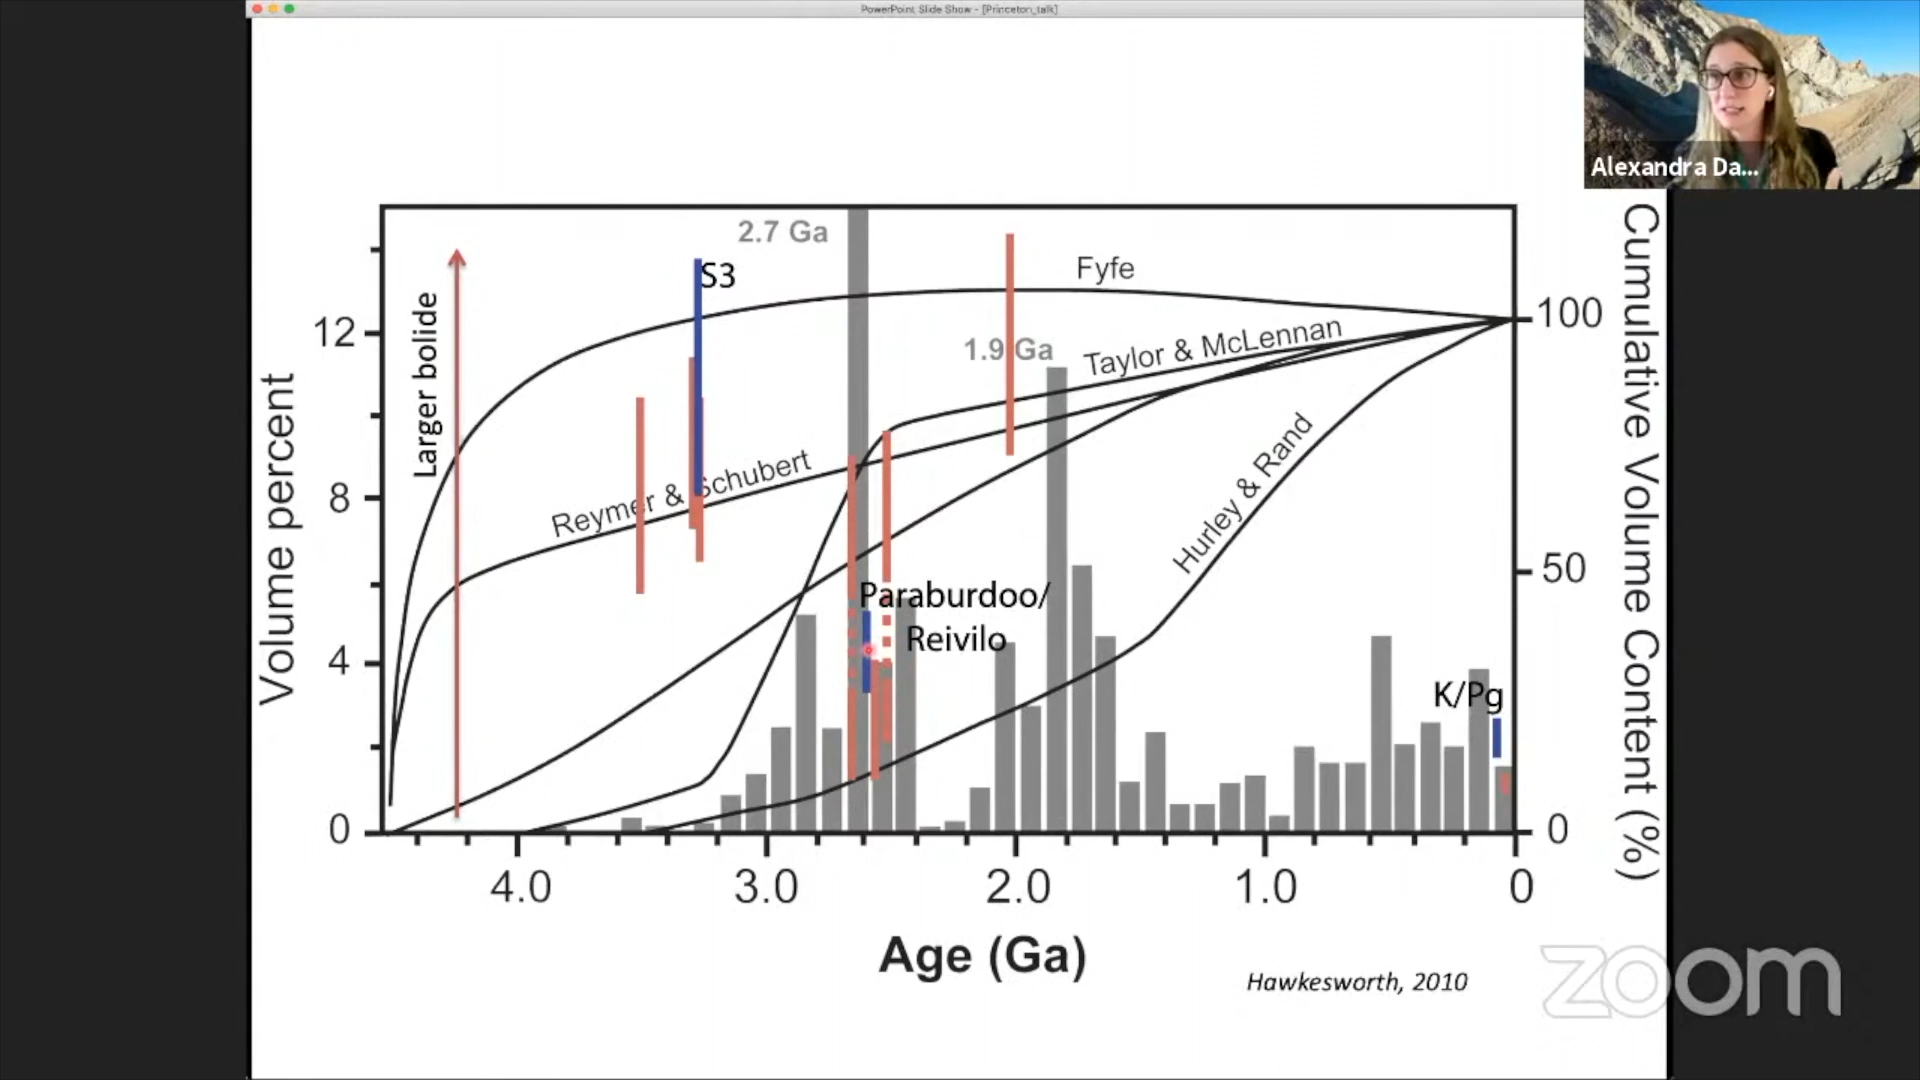 PowerPoint Slide Show - [Princeton_talk]
Alexandra Da...
2.7 Ga
S3
Fyfe
Larger bolide
1.9 Ga
Taylor & McLennan
Reymer & Schubert
Hurley & Rand
Paraburdoo/
Reivilo
K/Pg
Volume percent
12
8
4
0
Cumulative Volume Volume Content (%)
100
50
0
4.0
3.0
2.0
1.0
0
Age (Ga)
Hawkesworth, 2010
zoom